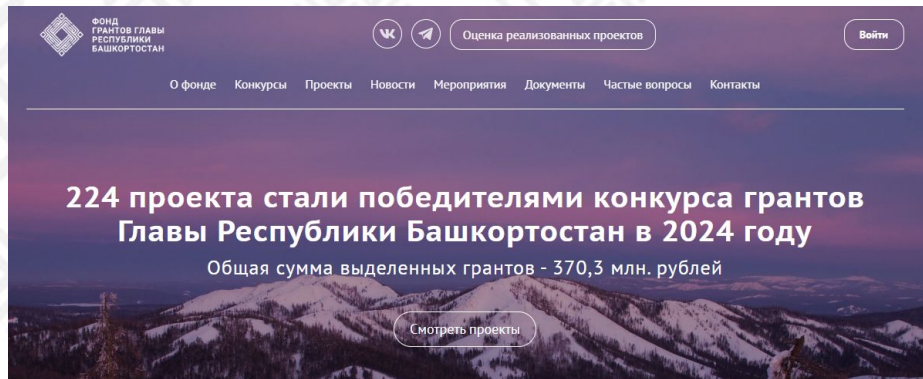 ФОНД
ГРАНТОВ ГЛАВЫ
РЕСПУБЛИКИ
БАШКОРТОСТАН
Оценка реализованных проектов
Войти
О фонде Конкурсы Проекты Новости Мероприятия Документы Частые вопросы Контакты
224 проекта стали победителями конкурса грантов
Главы Республики Башкортостан в 2024 году
Общая сумма выделенных грантов - 370,3 млн. рублей
Смотреть проекты